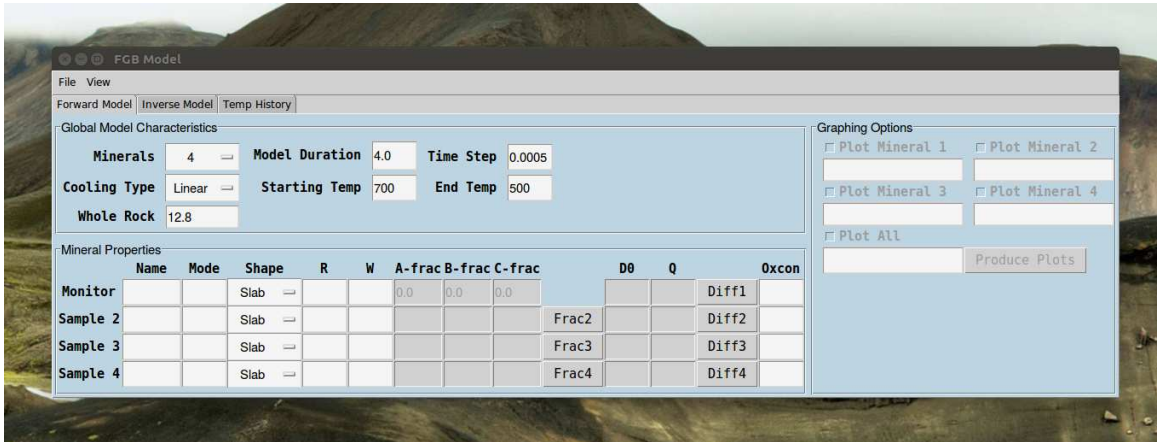 FGB Model
File View
Forward Model Inverse Model Temp History
Global Model Characteristics
Minerals 4 Model Duration 4.0 Time Step 0.0005
Cooling Type Linear Starting Temp 700 End Temp 500
Whole Rock 12.8
Mineral Properties
Name Mode Shape R W A-frac B-frac C-frac D0 Q Oxcon
Monitor Slab 0.0 0.0 0.0 Diff1
Sample 2 Slab Frac2 Diff2
Sample 3 Slab Frac3 Diff3
Sample 4 Slab Frac4 Diff4
Graphing Options
Plot Mineral 1 Plot Mineral 2
Plot Mineral 3 Plot Mineral 4
Plot All
Produce Plots